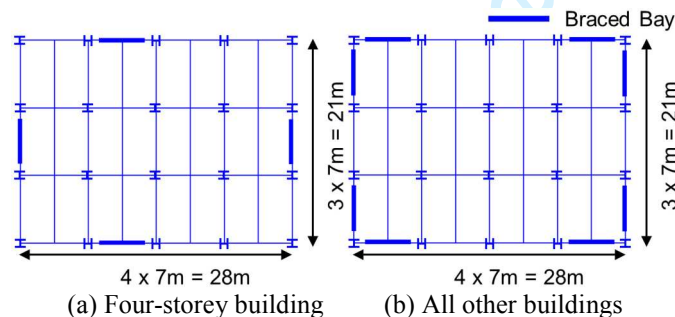 Braced Bay
3 x 7m = 21m
3 x 7m = 21m
4 x 7m = 28m
4 x 7m = 28m
(a) Four-storey building
(b) All other buildings